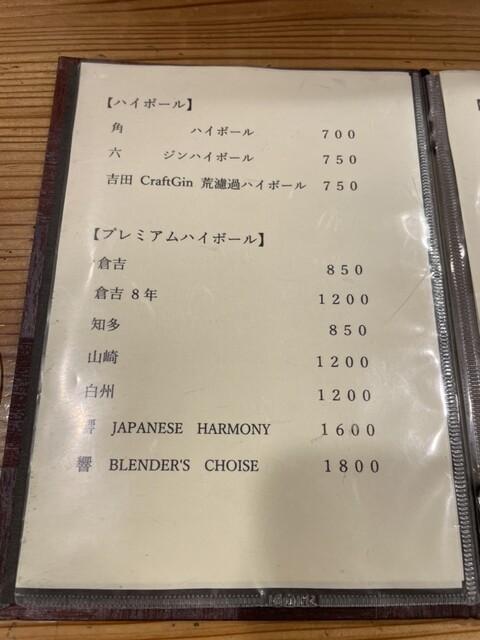 【ハイボール】
角 ハイボール 700
六 ジンハイボール 750
吉田 CraftGin 荒濾過ハイボール 750
【プレミアムハイボール】
倉吉 850
倉吉 8年 1200
知多 850
山崎 1200
白州 1200
響 JAPANESE HARMONY 1600
響 BLENDER'S CHOISE 1800